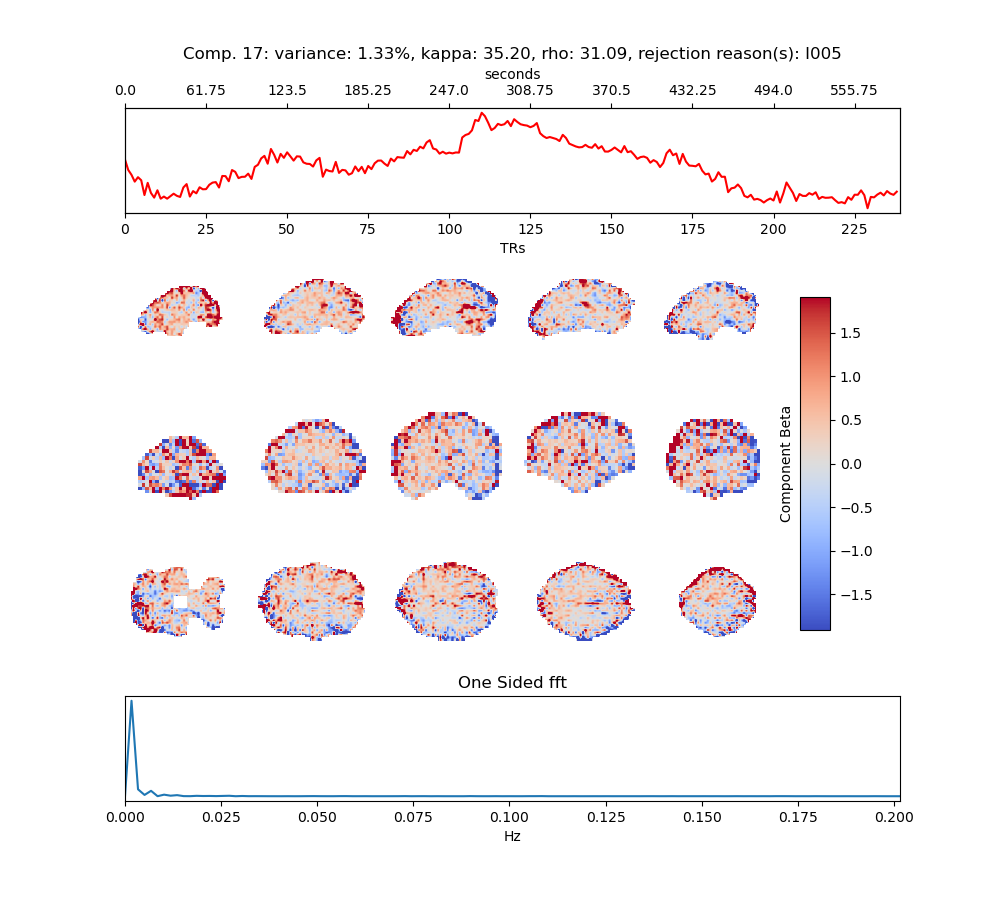 Comp. 17: variance: 1.33%, kappa: 35.20, rho: 31.09, rejection reason(s): I005
seconds
0.0 61.75 123.5 185.25 247.0 308.75 370.5 432.25 494.0 555.75
0 25 50 75 100 125 150 175 200 225
TRs
1.5
1.0
0.5
0.0
−0.5
−1.0
−1.5
Component Beta
One Sided fft
0.000 0.025 0.050 0.075 0.100 0.125 0.150 0.175 0.200
Hz